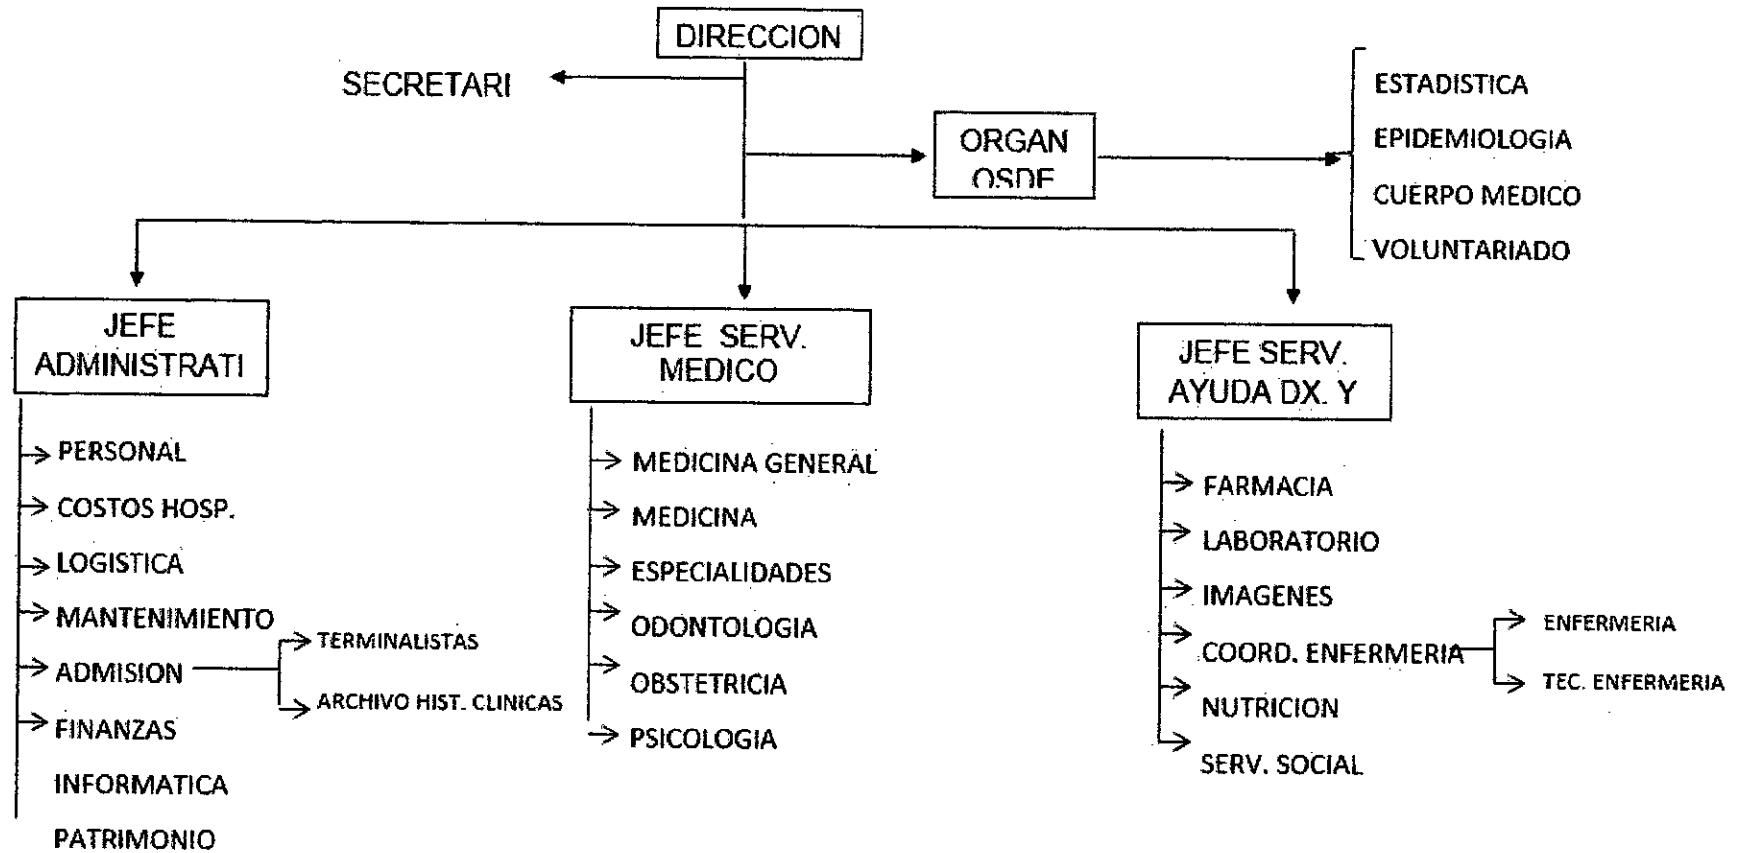 DIRECCION
SECRETARI
ORGAN
OSDE
ESTADISTICA
EPIDEMIOLOGIA
CUERPO MEDICO
VOLUNTARIADO
JEFE
ADMINISTRATI
PERSONAL
COSTOS HOSP.
LOGISTICA
MANTENIMIENTO
ADMISION
TERMINALISTAS
ARCHIVO HIST. CLINICAS
FINANZAS
INFORMATICA
PATRIMONIO
JEFE SERV.
MEDICO
MEDICINA GENERAL
MEDICINA
ESPECIALIDADES
ODONTOLOGIA
OBSTETRICIA
PSICOLOGIA
JEFE SERV.
AYUDA DX. Y
FARMACIA
LABORATORIO
IMAGENES
COORD. ENFERMERIA
ENFERMERIA
TEC. ENFERMERIA
NUTRICION
SERV. SOCIAL